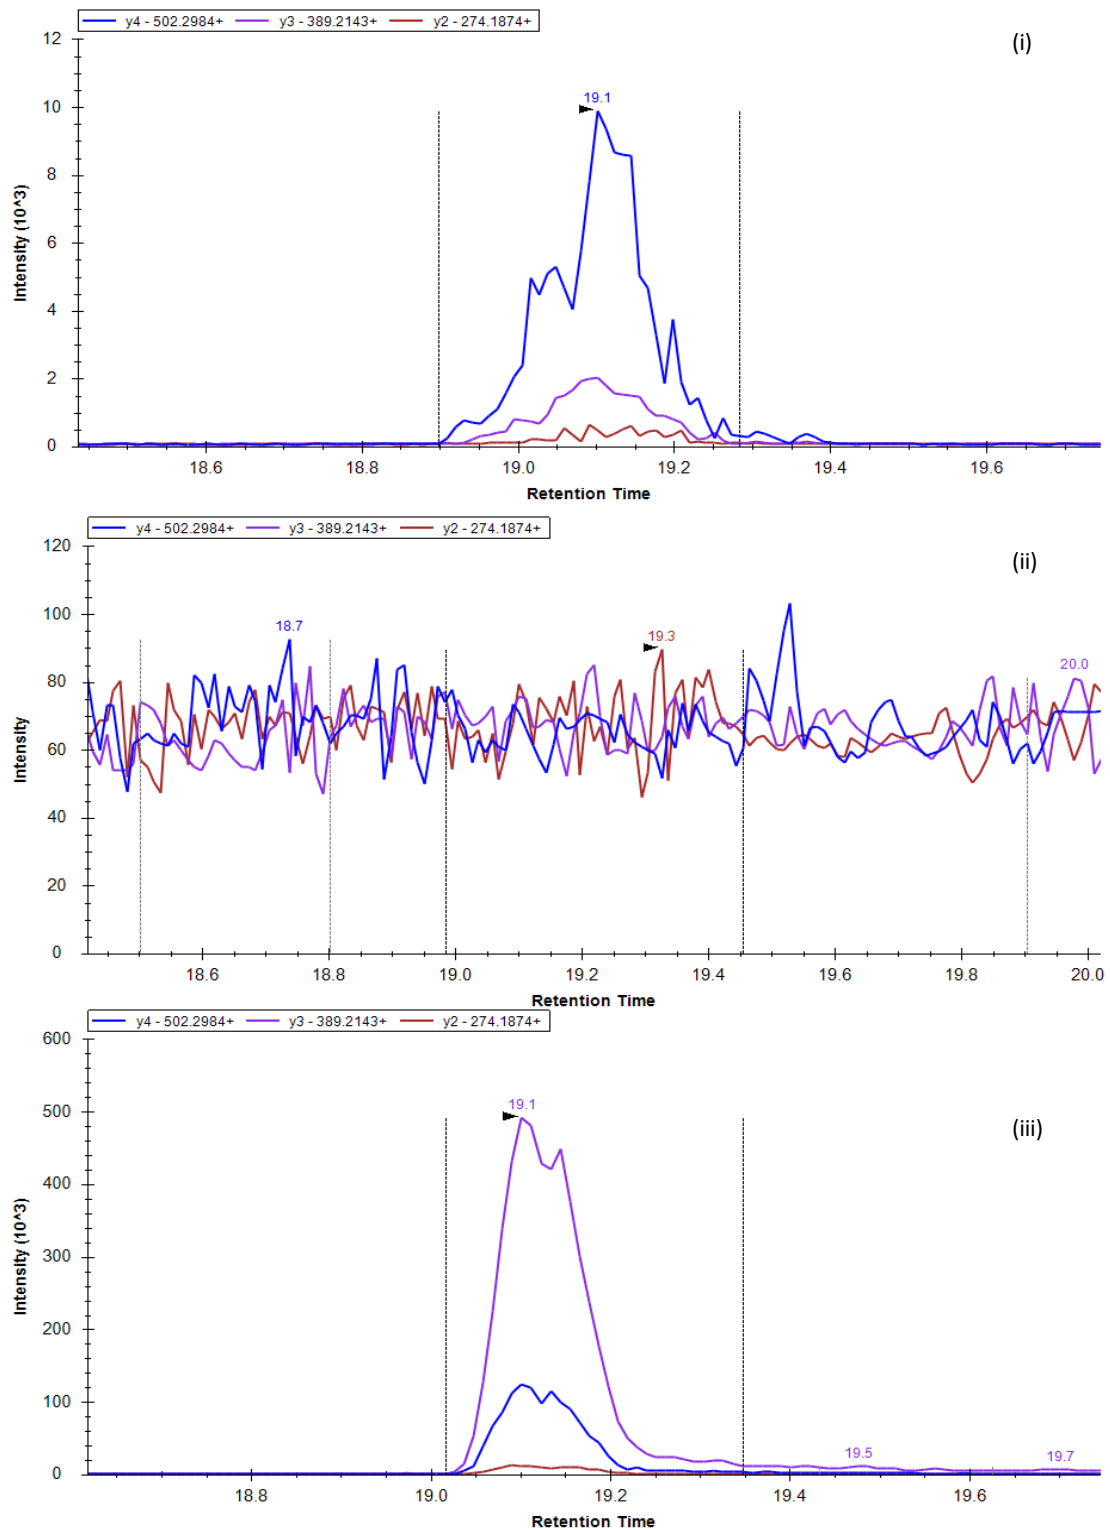 y4 - 502.2984+ y3 - 389.2143+ y2 - 274.1874+
(i)
12
10
8
6
4
2
0
Intensity (10^3)
19.1
18.6 18.8 19.0 19.2 19.4 19.6
Retention Time
y4 - 502.2984+ y3 - 389.2143+ y2 - 274.1874+
(ii)
120
100
80
60
40
20
0
Intensity
18.7 19.3 20.0
18.6 18.8 19.0 19.2 19.4 19.6 19.8 20.0
Retention Time
y4 - 502.2984+ y3 - 389.2143+ y2 - 274.1874+
(iii)
600
500
400
300
200
100
0
Intensity (10^3)
19.1
19.5 19.7
18.8 19.0 19.2 19.4 19.6
Retention Time